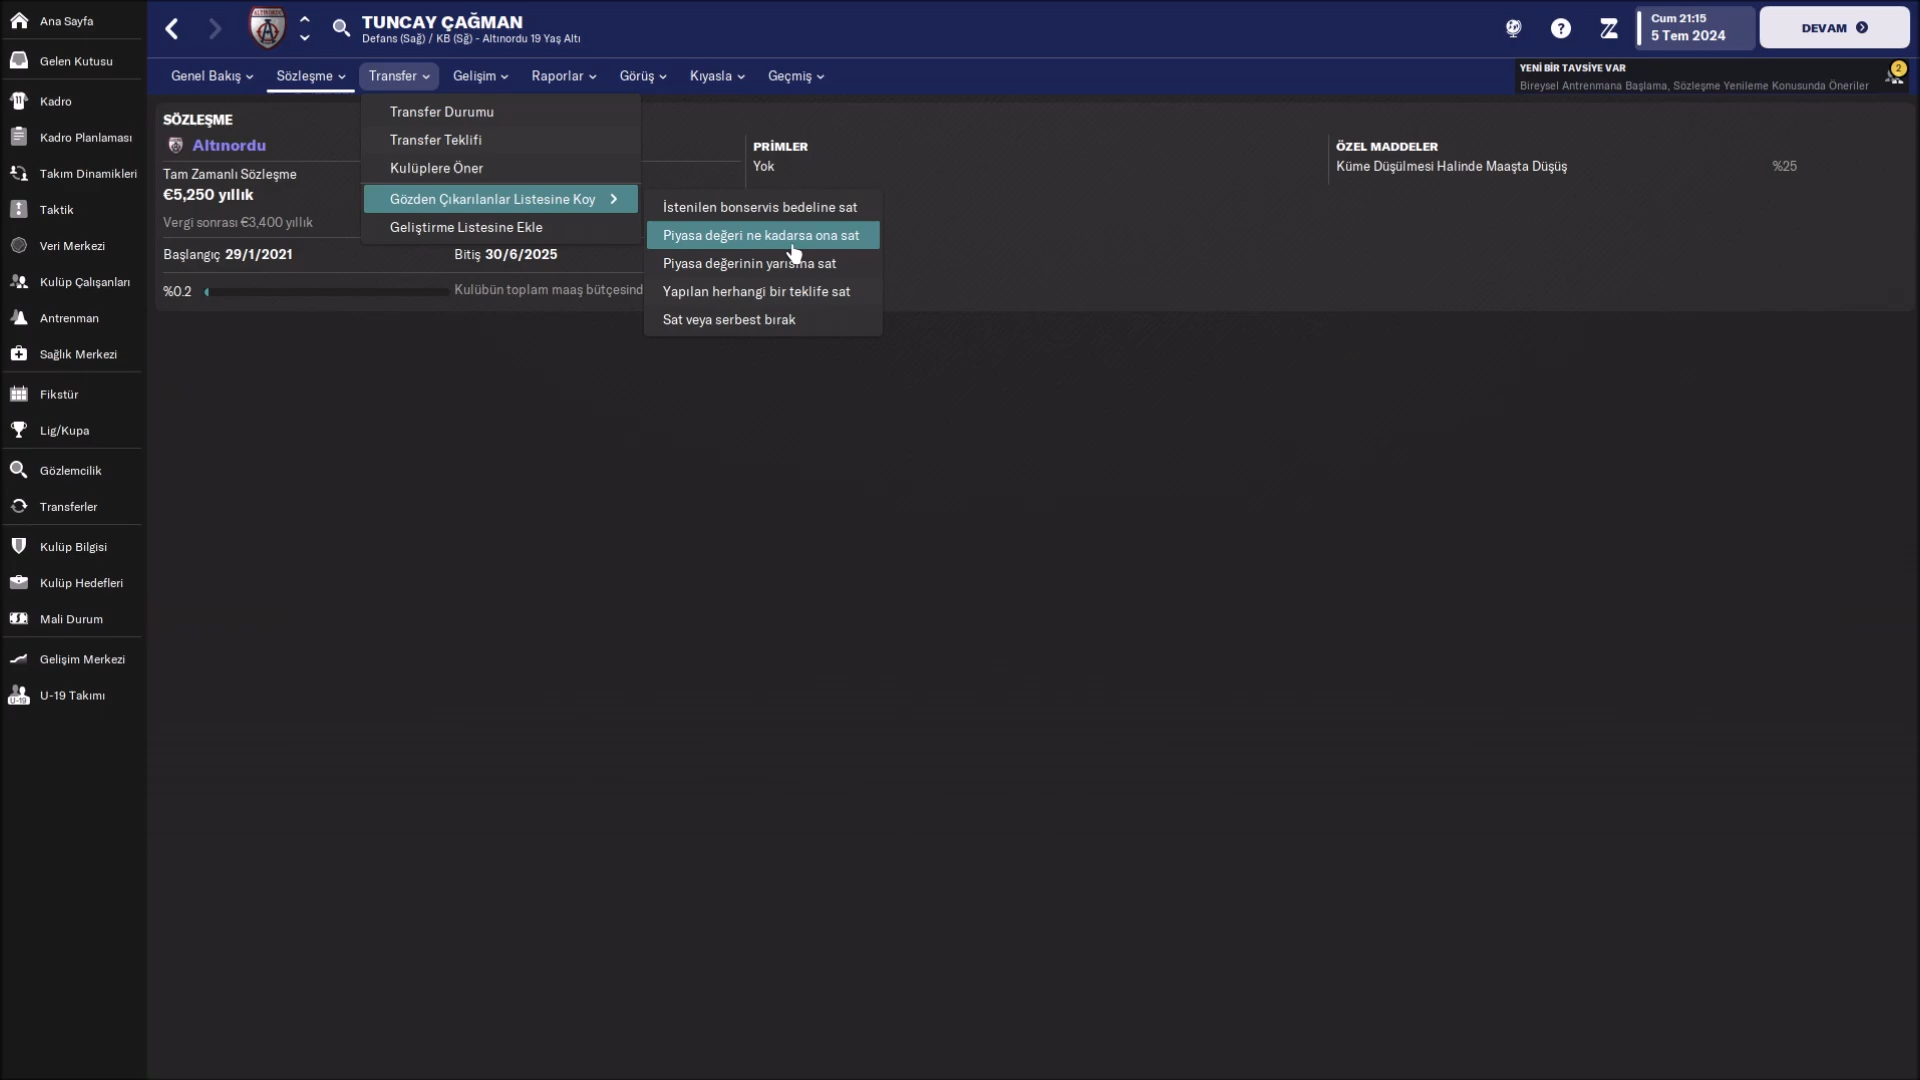 Ana Sayfa
Gelen Kutusu
Kadro
Kadro Planlaması
Takım Dinamikleri
Taktik
Veri Merkezi
Kulüp Çalışanları
Antrenman
Sağlık Merkezi
Fikstür
Lig/Kupa
Gözlemcilik
Transferler
Kulüp Bilgisi
Kulüp Hedefleri
Mali Durum
Gelişim Merkezi
U-19 Takımı
TUNCAY ÇAĞMAN
Defans (Sağ) / KB (Sğ) - Altınordu 19 Yaş Altı
Cum 21:15
5 Tem 2024
DEVAM
Genel Bakış
Sözleşme
Transfer
Gelişim
Raporlar
Görüş
Kıyasla
Geçmiş
YENİ BİR TAVSİYE VAR
Bireysel Antrenmana Başlama, Sözleşme Yenileme Konusunda Öneriler
2
SÖZLEŞME
Altınordu
Tam Zamanlı Sözleşme
€5,250 yıllık
Vergi sonrası €3,400 yıllık
Başlangıç 29/1/2021
Bitiş 30/6/2025
%0.2
Kulübün toplam maaş bütçesind
Transfer Durumu
Transfer Teklifi
Kulüplere Öner
Gözden Çıkarılanlar Listesine Koy
Geliştirme Listesine Ekle
İstenilen bonservis bedeline sat
Piyasa değeri ne kadarsa ona sat
Piyasa değerinin yarısına sat
Yapılan herhangi bir teklife sat
Sat veya serbest bırak
PRİMLER
Yok
ÖZEL MADDELER
Küme Düşülmesi Halinde Maaşta Düşüş
%25